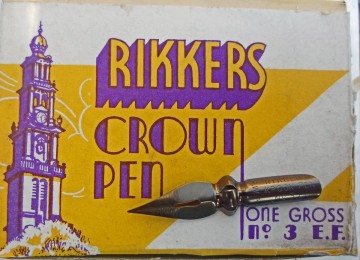 RIKKERS
CROWN
PEN
ONE GROSS
Nº 3 E.F.